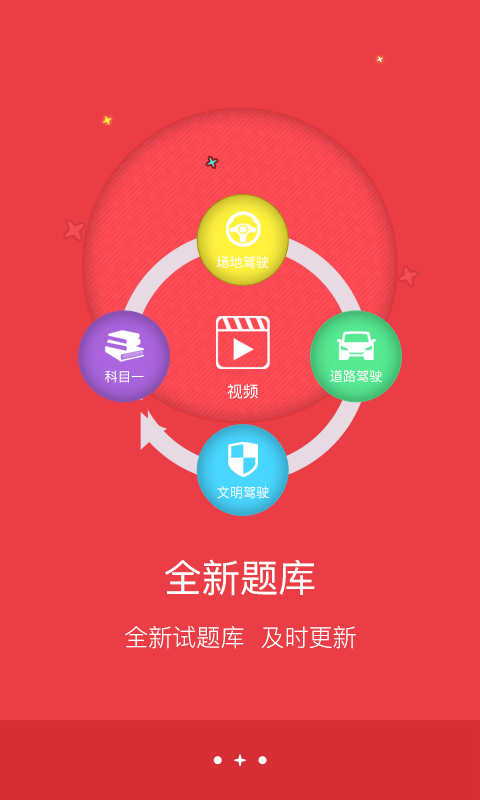 场地驾驶
科目一
视频
道路驾驶
文明驾驶
全新题库
全新试题库 及时更新